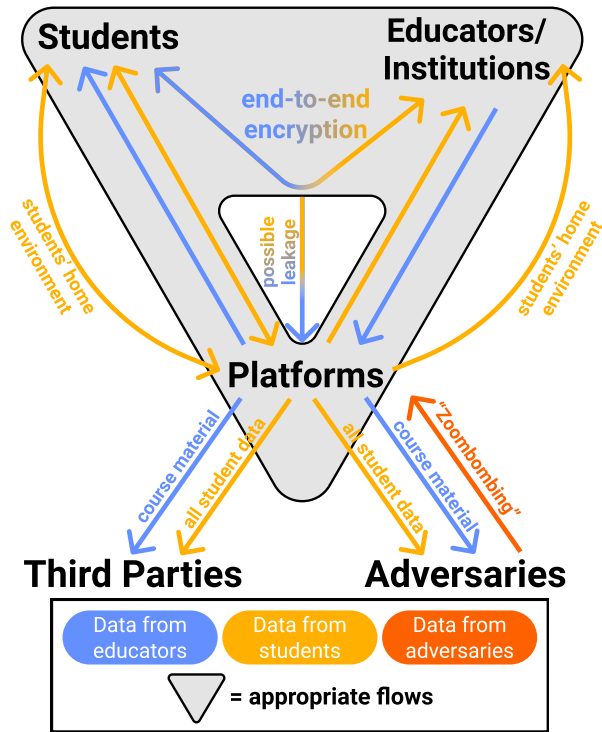 Students
Educators/
Institutions
end-to-end
encryption
possible
leakage
students’ home
environment
students’ home
environment
Platforms
course material
all student data
all student data
course material
“Zoombombing”
Third Parties
Adversaries
Data from
educators
Data from
students
Data from
adversaries
= appropriate flows